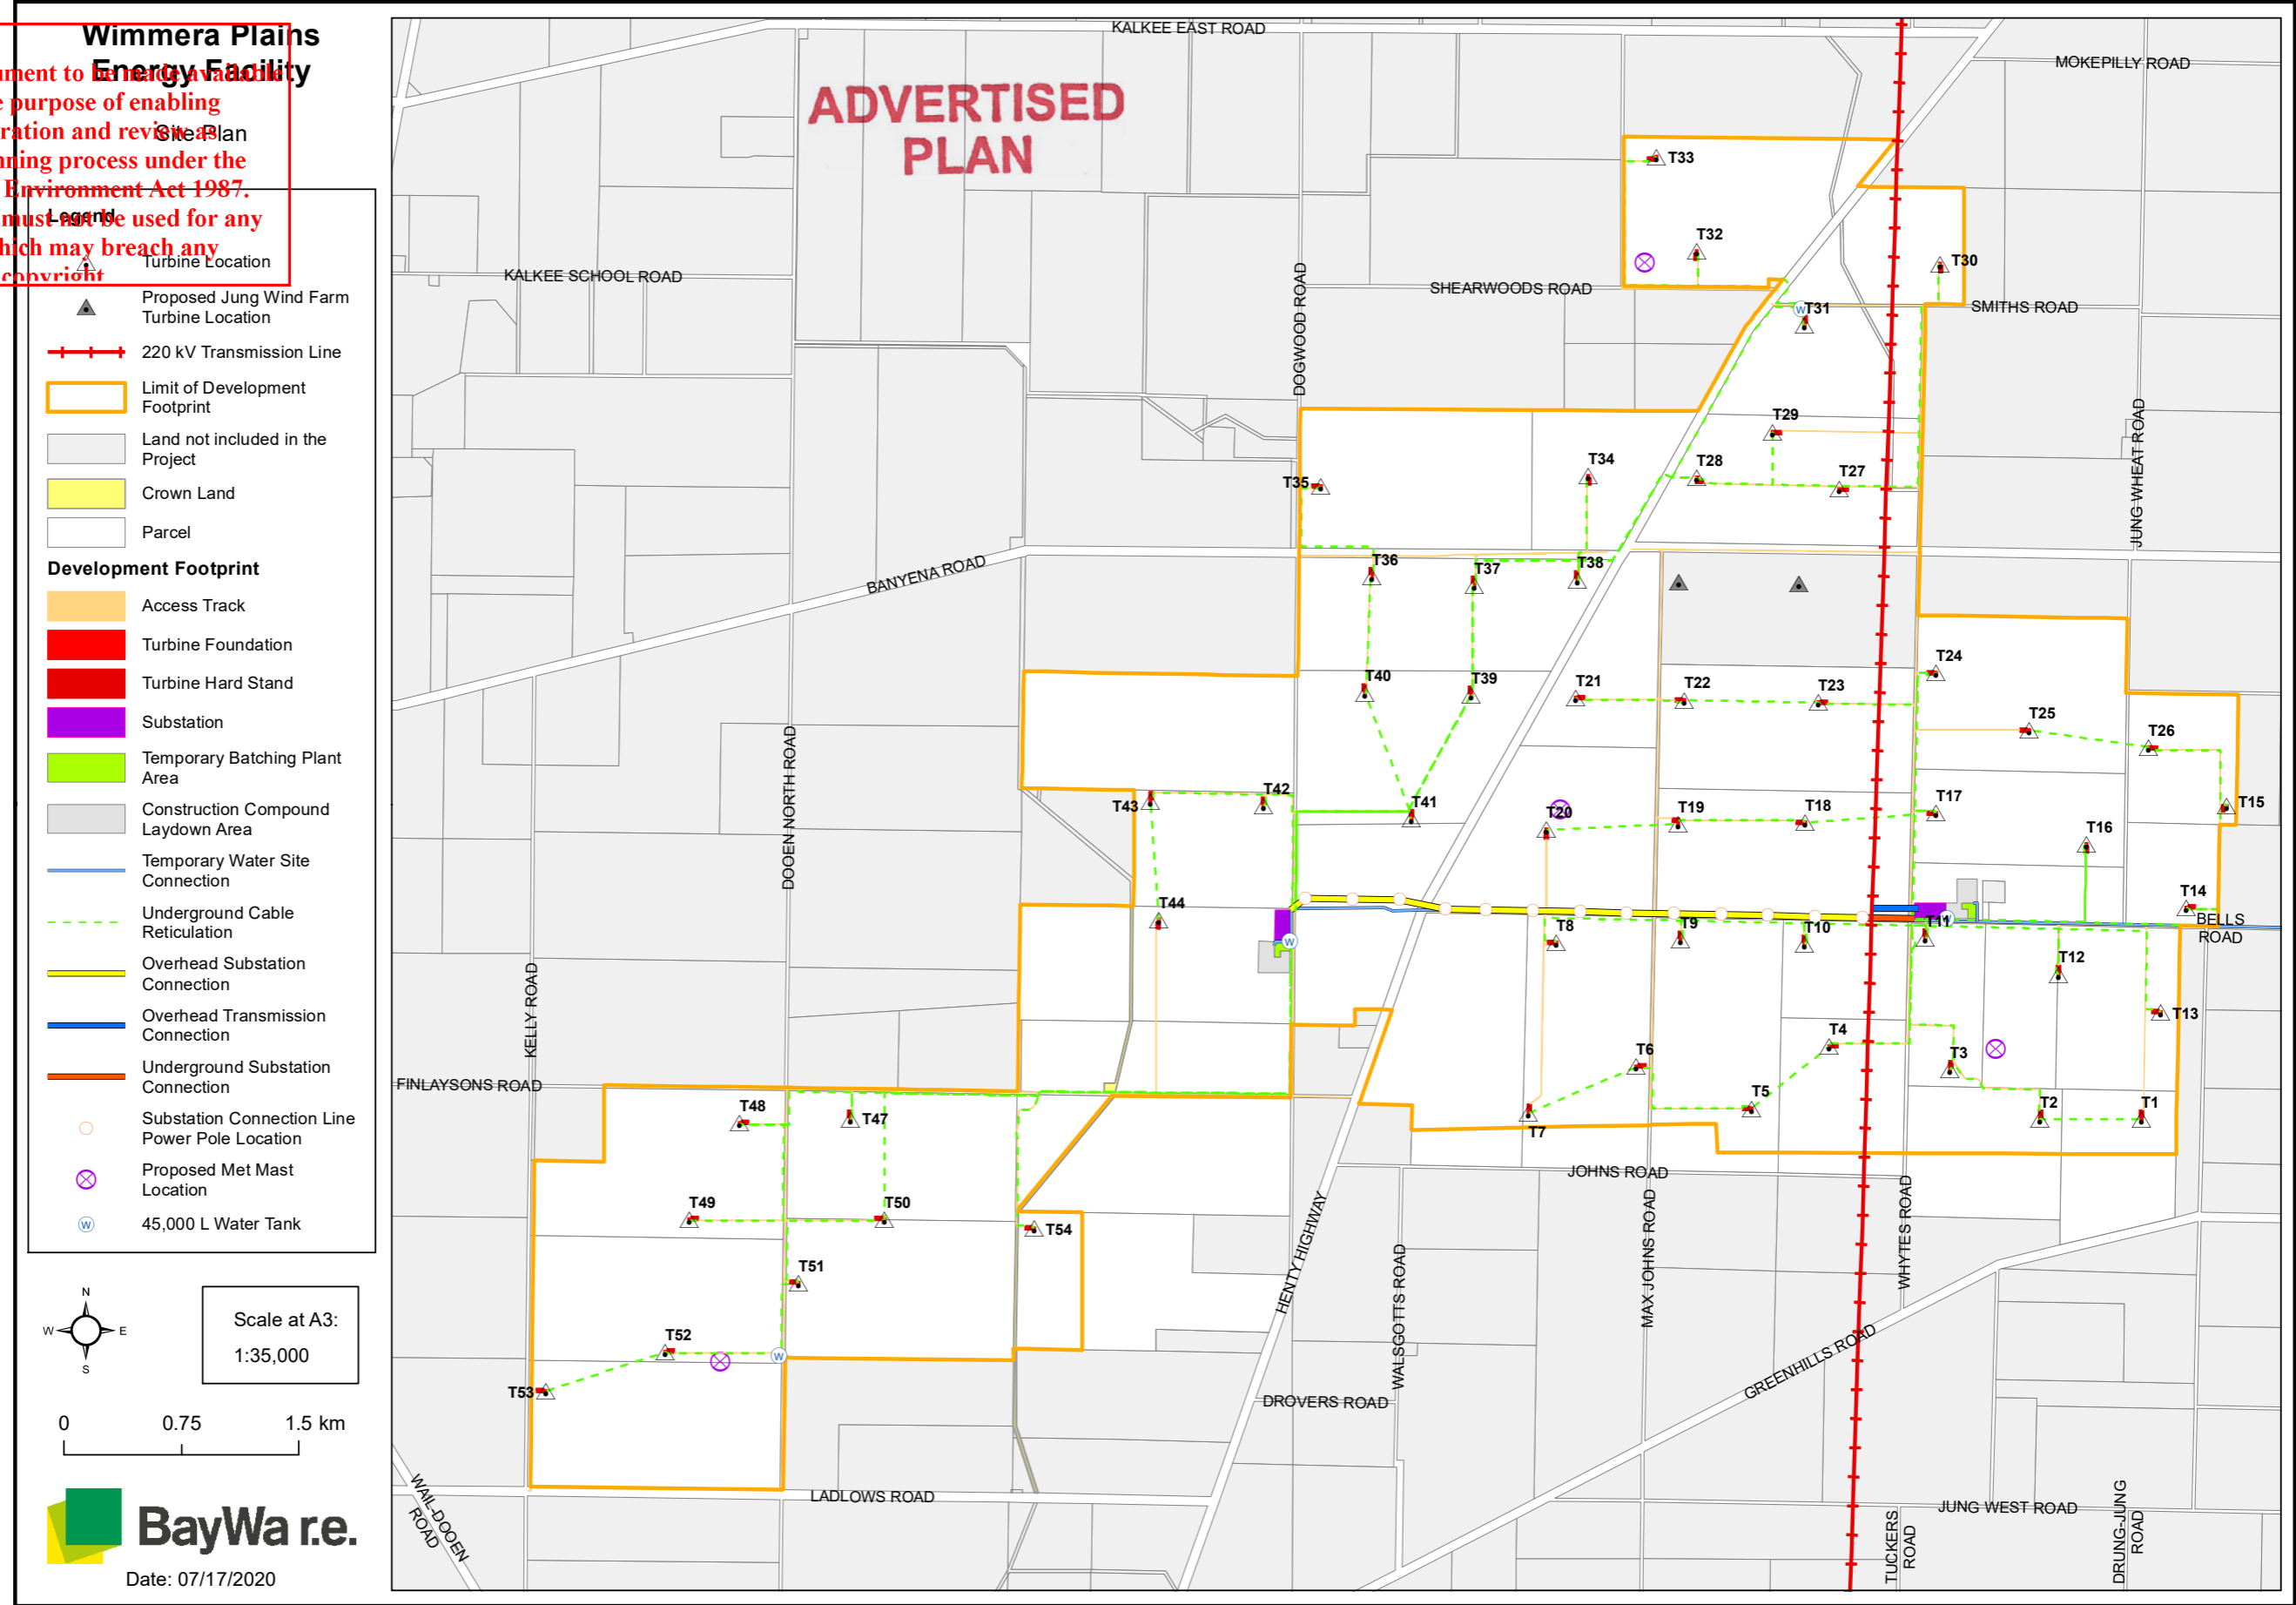 Wimmera Plains
Energy Facility
Site Plan
ument to be made available
e purpose of enabling
ration and review as
nning process under the
Environment Act 1987.
must not be used for any
hich may breach any
copyright
Legend
Turbine Location
Proposed Jung Wind Farm
Turbine Location
220 kV Transmission Line
Limit of Development
Footprint
Land not included in the
Project
Crown Land
Parcel
Development Footprint
Access Track
Turbine Foundation
Turbine Hard Stand
Substation
Temporary Batching Plant
Area
Construction Compound
Laydown Area
Temporary Water Site
Connection
Underground Cable
Reticulation
Overhead Substation
Connection
Overhead Transmission
Connection
Underground Substation
Connection
Substation Connection Line
Power Pole Location
Proposed Met Mast
Location
W
45,000 L Water Tank
N
W
E
S
Scale at A3:
1:35,000
0
0.75
1.5 km
BayWa r.e.
Date: 07/17/2020
ADVERTISED
PLAN
KALKEE EAST ROAD
MOKEPILLY ROAD
T33
T32
T30
KALKEE SCHOOL ROAD
DOGWOOD ROAD
SHEARWOODS ROAD
W
T31
SMITHS ROAD
T29
JUNG WHEAT ROAD
T35
T34
T28
T27
BANYENA ROAD
T36
T37
T38
T40
T39
T21
T22
T23
T24
T25
T26
DOOEN NORTH ROAD
T43
T42
T41
T20
T19
T18
T17
T16
T15
T44
T14
BELLS
ROAD
W
W
T8
T9
T10
T11
T12
T13
KELLY ROAD
FINLAYSONS ROAD
T6
T4
T3
T48
T47
T7
T5
T2
T1
JOHNS ROAD
T49
T50
T54
HENTY HIGHWAY
WALSGOTTS ROAD
MAX JOHNS ROAD
WHYTES ROAD
T51
T52
W
T53
GREENHILLS ROAD
DROVERS ROAD
WAIL-DOOEN
ROAD
LADLOWS ROAD
TUCKERS
ROAD
JUNG WEST ROAD
DRUNG-JUNG
ROAD